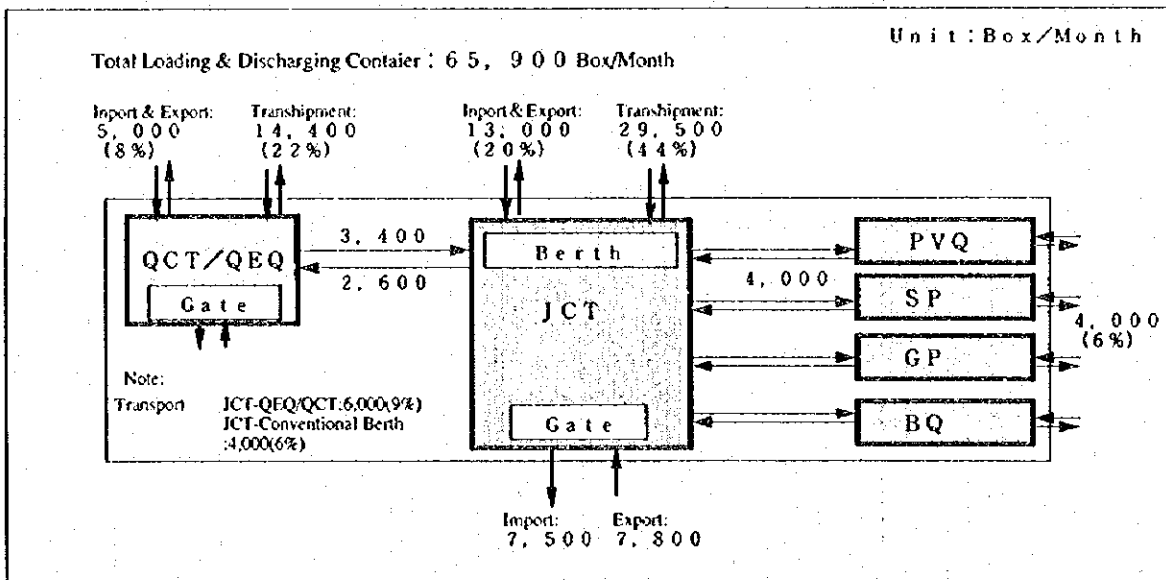 Unit:Box/Month
Total Loading & Discharging Contaier : 65, 900 Box/Month
Inport & Export: Transhipment: Inport & Export: Transhipment:
5, 000 14, 400 13, 000 29, 500
(8%) (22%) (20%) (44%)
3, 400
QCT/QEQ
2, 600
Gate
Berth
JCT
Gate
4, 000
PVQ
SP
GP
BQ
4, 000
(6%)
Note:
Transport JCT-QEQ/QCT:6,000(9%)
JCT-Conventional Berth
:4,000(6%)
Import: Export:
7, 500 7, 800